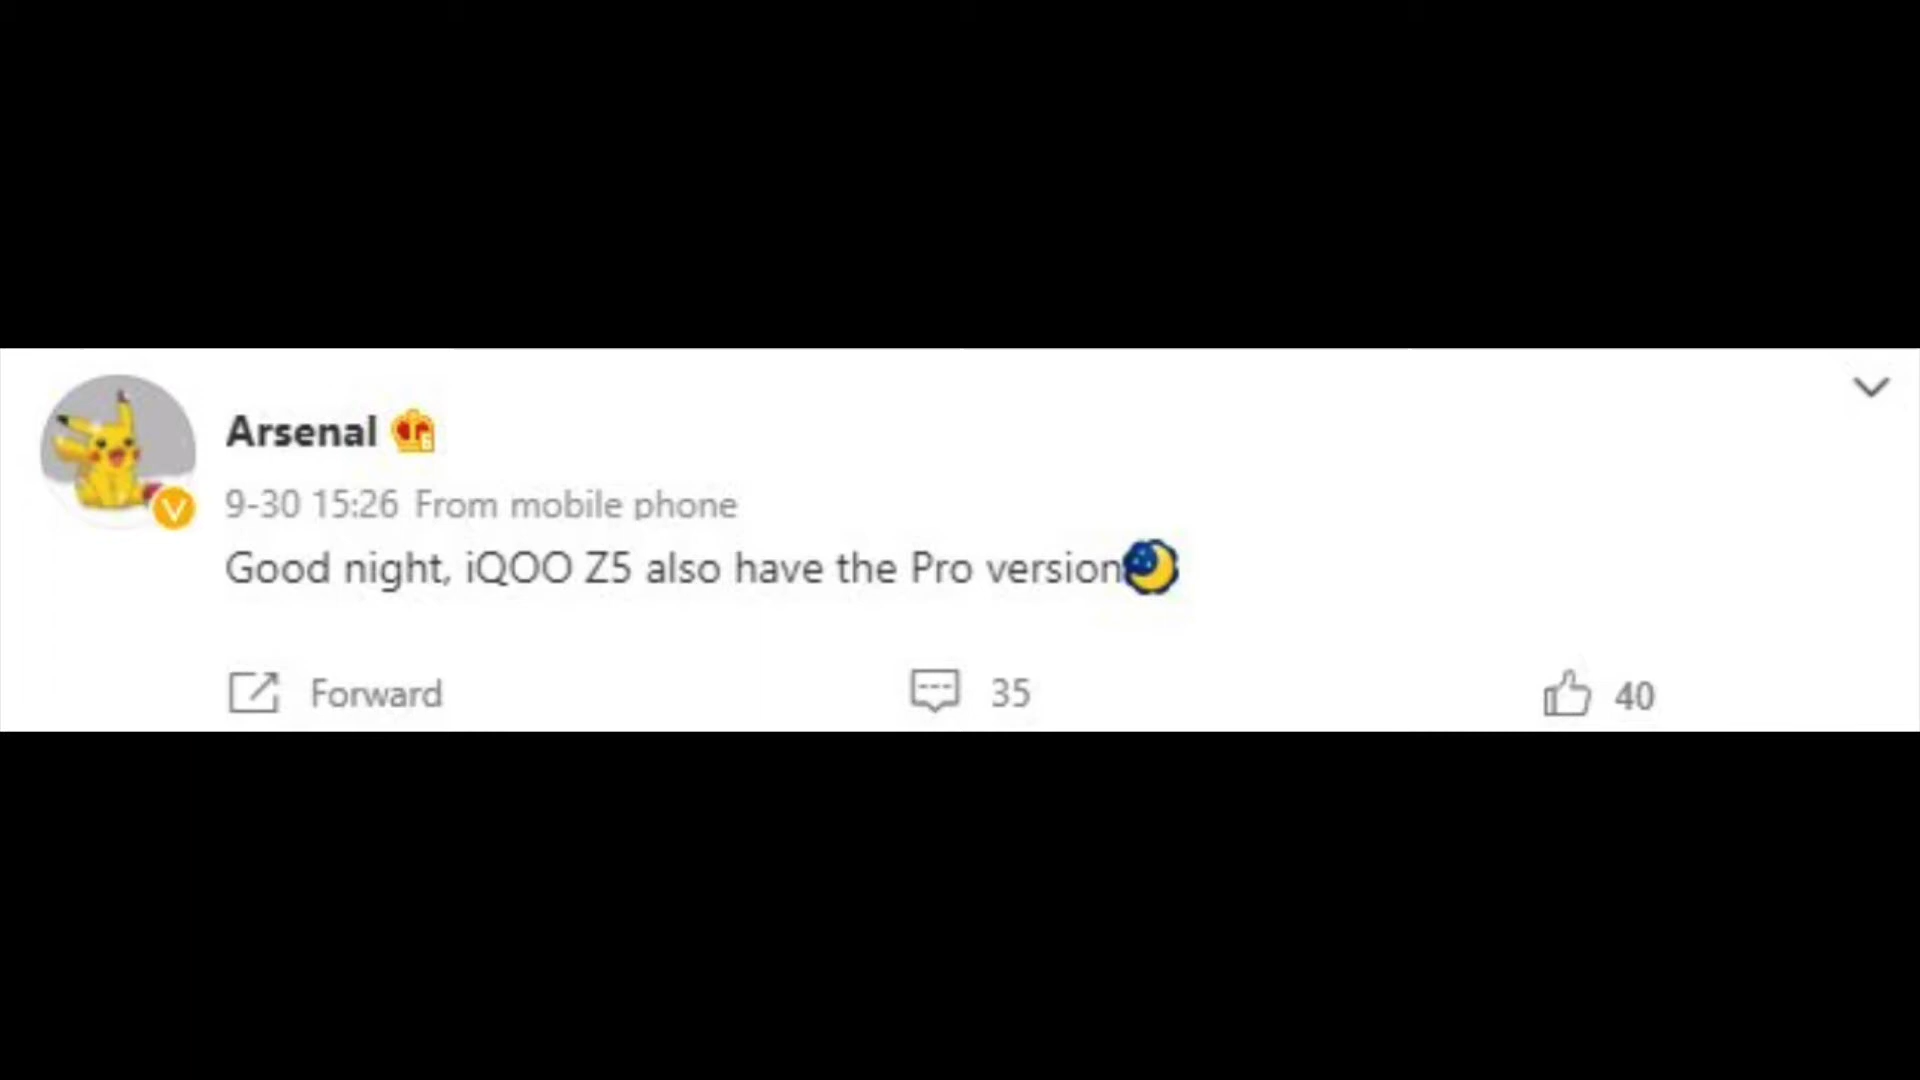 Arsenal
9-30 15:26 From mobile phone
Good night, iQOO Z5 also have the Pro version
Forward
35
40